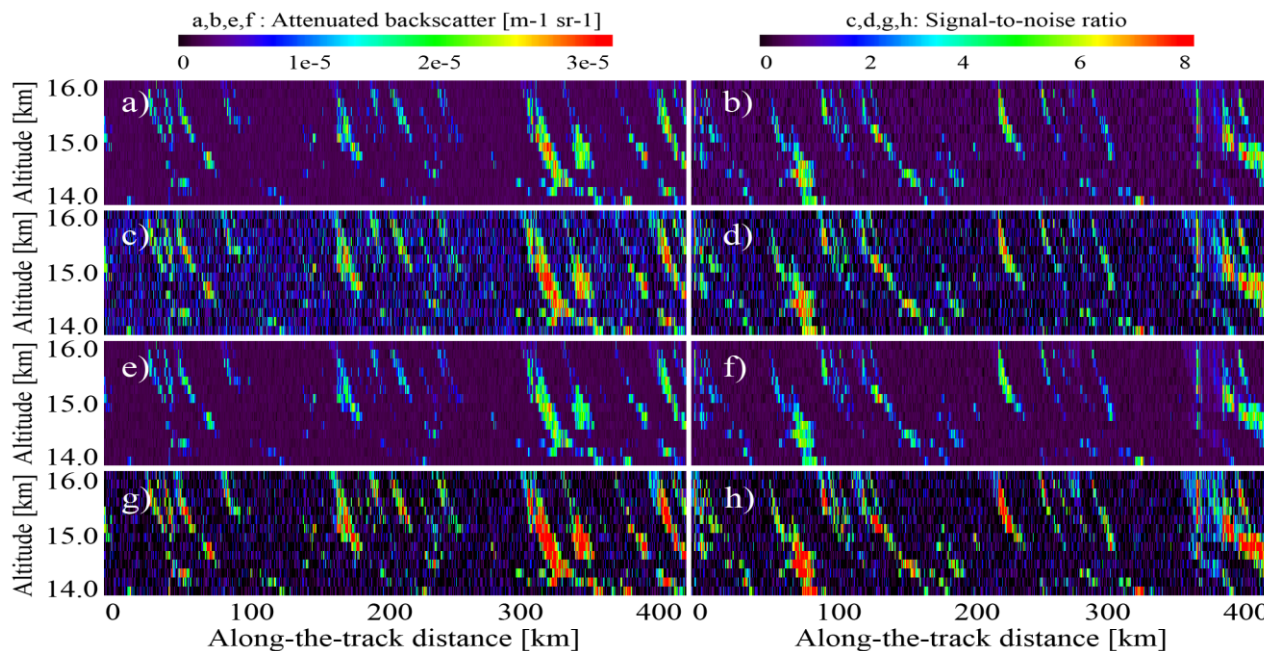 a,b,e,f : Attenuated backscatter [m-1 sr-1]
c,d,g,h: Signal-to-noise ratio
0 1e-5 2e-5 3e-5
0 2 4 6 8
Altitude [km]
16.0
15.0
14.0
a)
b)
Altitude [km]
16.0
15.0
14.0
c)
d)
Altitude [km]
16.0
15.0
14.0
e)
f)
Altitude [km]
16.0
15.0
14.0
g)
h)
0 100 200 300 400
0 100 200 300 400
Along-the-track distance [km]
Along-the-track distance [km]